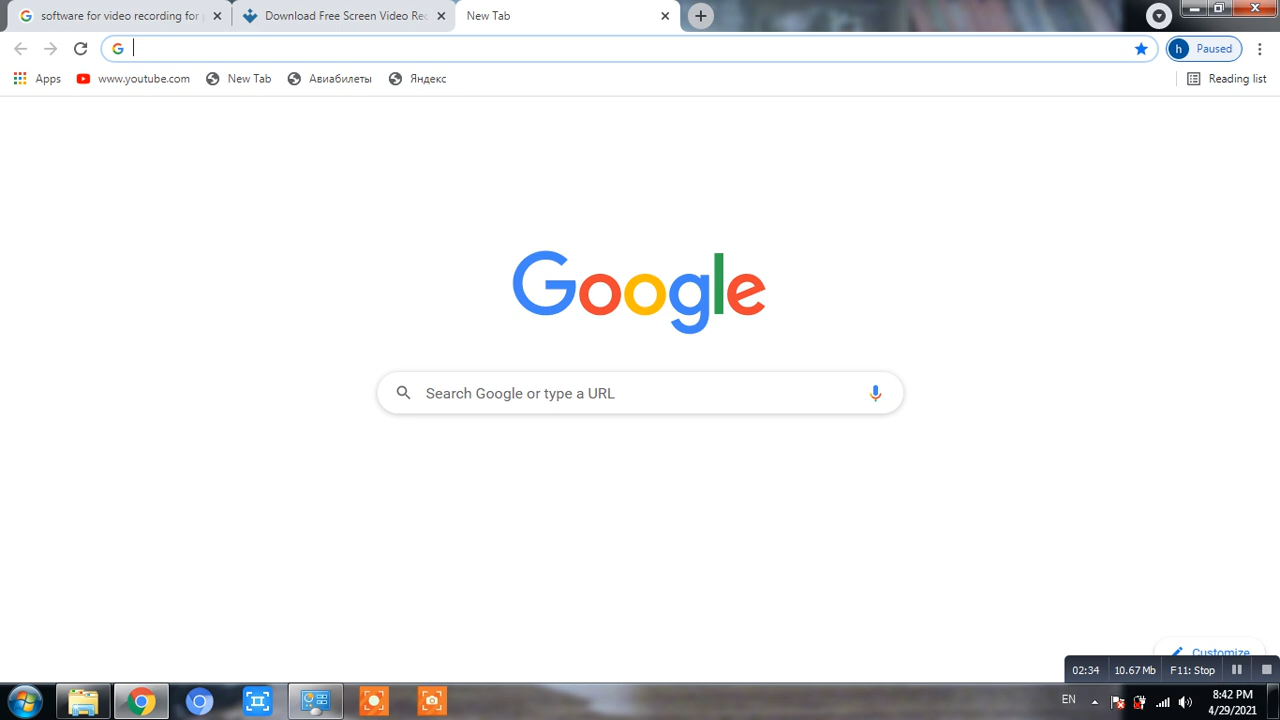 software for video recording for
Download Free Screen Video Rec
New Tab
h
Paused
Apps
www.youtube.com
New Tab
Авиабилеты
Яндекс
Reading list
Google
Search Google or type a URL
Customize
02:34
10.67 Mb
F11: Stop
EN
8:42 PM
4/29/2021